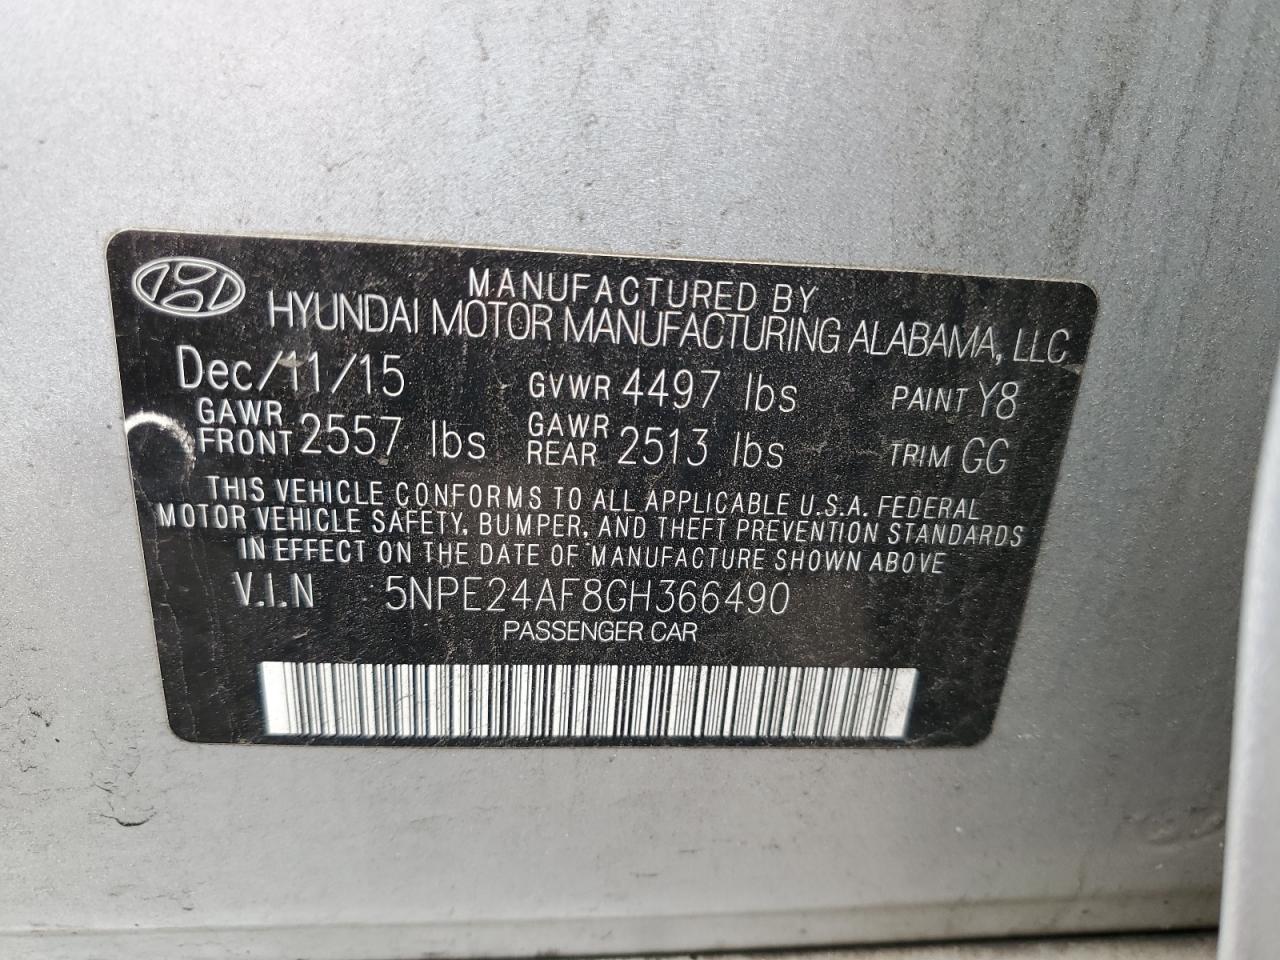 MANUFACTURED BY
HYUNDAI MOTOR MANUFACTURING ALABAMA, LLC
Dec/11/15 GVWR 4497 lbs PAINT Y8
GAWR FRONT 2557 lbs GAWR REAR 2513 lbs TRIM GG
THIS VEHICLE CONFORMS TO ALL APPLICABLE U.S.A. FEDERAL
MOTOR VEHICLE SAFETY, BUMPER, AND THEFT PREVENTION STANDARDS
IN EFFECT ON THE DATE OF MANUFACTURE SHOWN ABOVE
V.I.N 5NPE24AF8GH366490
PASSENGER CAR